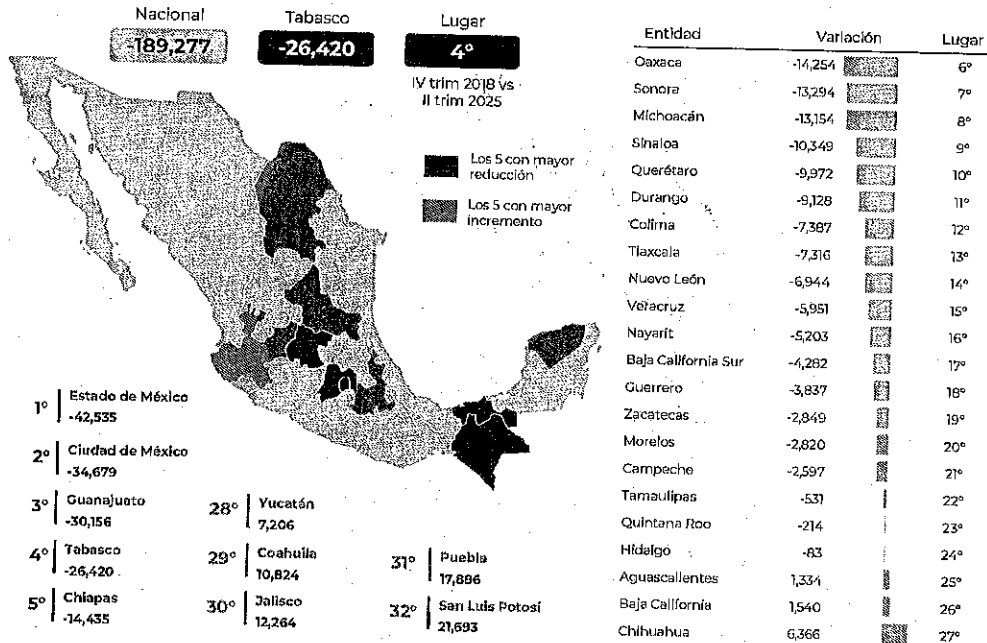 Nacional
-189,277
Tabasco
-26,420
Lugar
4°
IV trim 2018 vs
II trim 2025
Los 5 con mayor
reducción
Los 5 con mayor
incremento
1° Estado de México
-42,535
2° Ciudad de México
-34,679
3° Guanajuato
-30,156
4° Tabasco
-26,420
5° Chiapas
-14,435
28° Yucatán
7,206
29° Coahuila
10,824
30° Jalisco
12,264
31° Puebla
17,886
32° San Luis Potosí
21,693
Entidad Variación Lugar
Oaxaca -14,254 6°
Sonora -13,294 7°
Michoacán -13,154 8°
Sinaloa -10,349 9°
Querétaro -9,972 10°
Durango -9,128 11°
Colima -7,387 12°
Tlaxcala -7,316 13°
Nuevo León -6,944 14°
Veracruz -5,951 15°
Nayarit -5,203 16°
Baja California Sur -4,282 17°
Guerrero -3,837 18°
Zacatecas -2,849 19°
Morelos -2,820 20°
Campeche -2,597 21°
Tamaulipas -531 22°
Quintana Roo -214 23°
Hidalgo -83 24°
Aguascalientes 1,334 25°
Baja California 1,540 26°
Chihuahua 6,366 27°